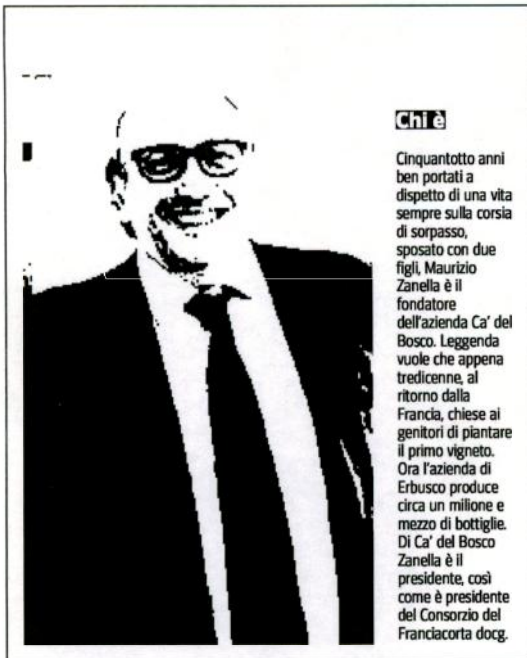 Chi è
Cinquantotto anni
ben portati a
dispetto di una vita
sempre sulla corsia
di sorpasso,
sposato con due
figli, Maurizio
Zanella è il
fondatore
dell'azienda Ca' del
Bosco. Leggenda
vuole che appena
tredicenne, al
ritorno dalla
Francia, chiese ai
genitori di piantare
il primo vigneto.
Ora l'azienda di
Erbusco produce
circa un milione e
mezzo di bottiglie.
Di Ca' del Bosco
Zanella è il
presidente, così
come è presidente
del Consorzio del
Franciacorta docg.